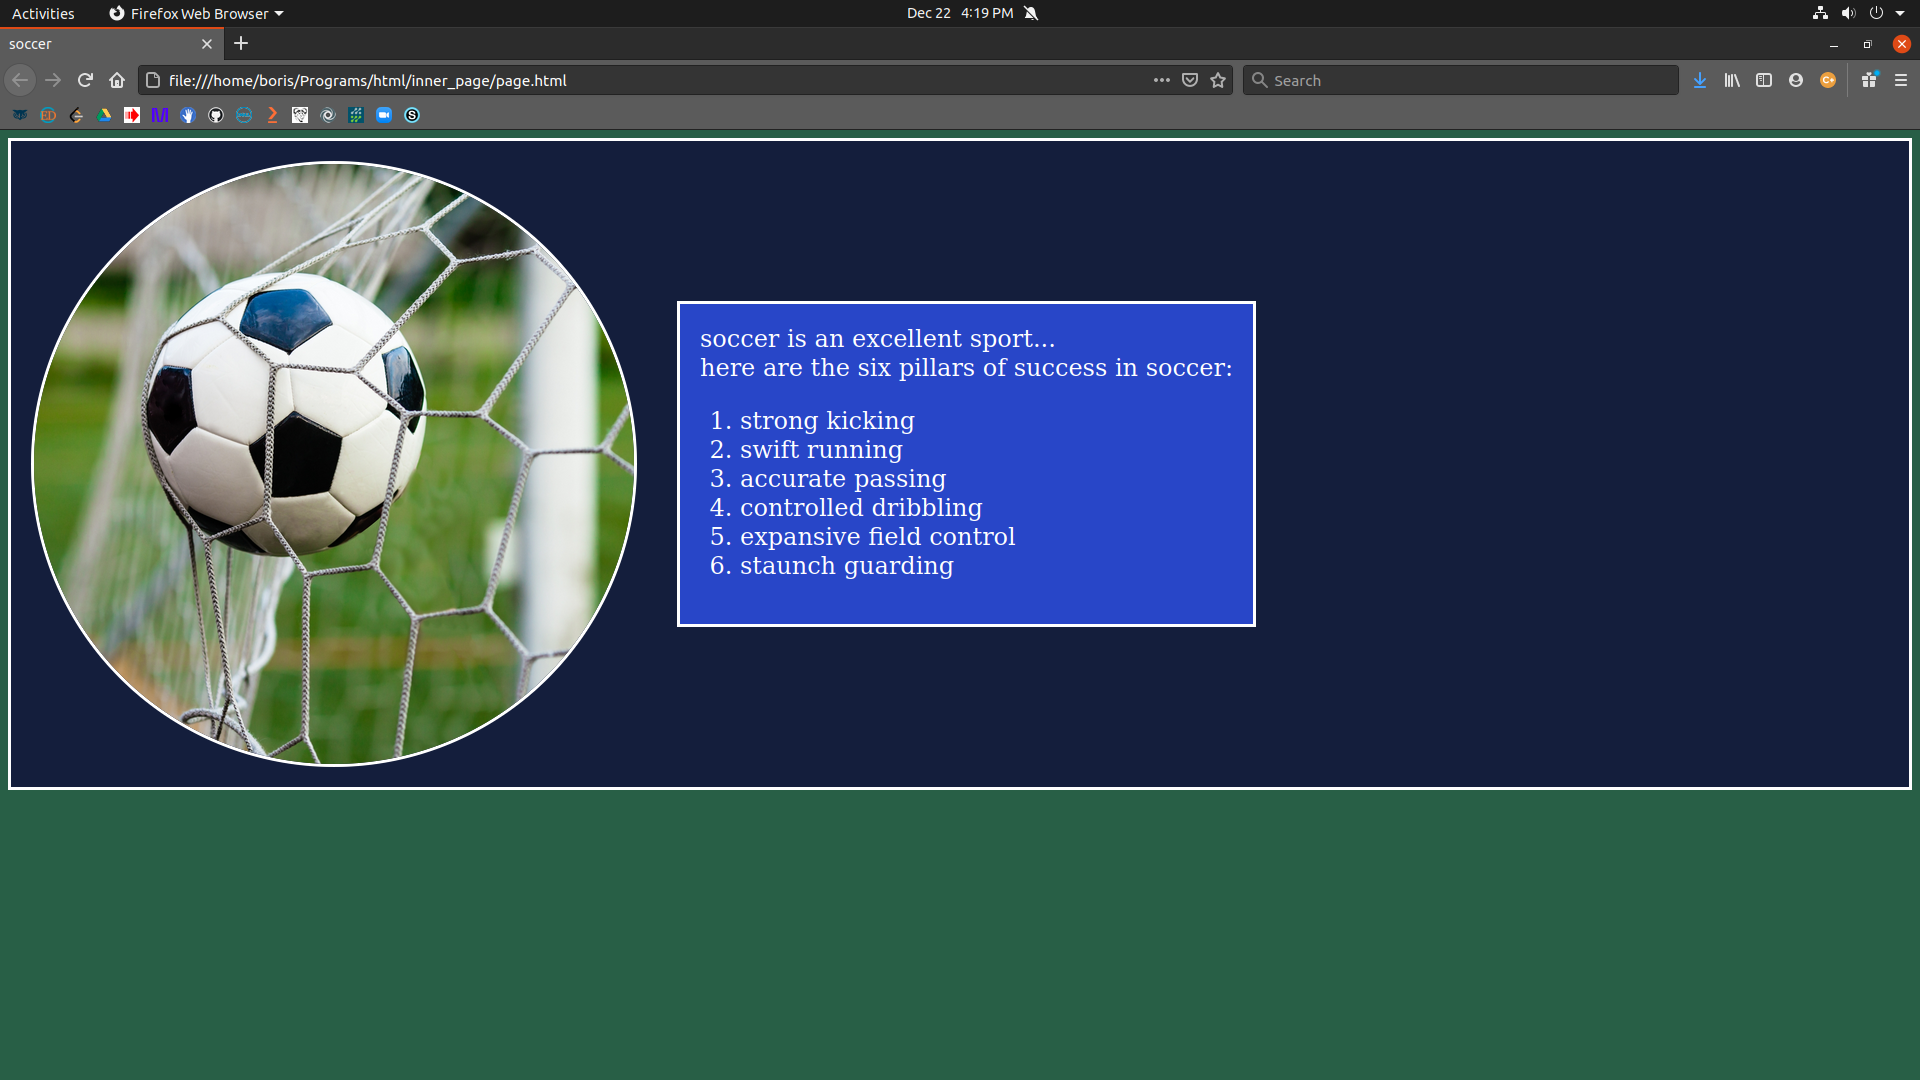 Activities
Firefox Web Browser
Dec 22 4:19 PM
soccer
file:///home/boris/Programs/html/inner_page/page.html
Search
soccer is an excellent sport...
here are the six pillars of success in soccer:
1. strong kicking
2. swift running
3. accurate passing
4. controlled dribbling
5. expansive field control
6. staunch guarding